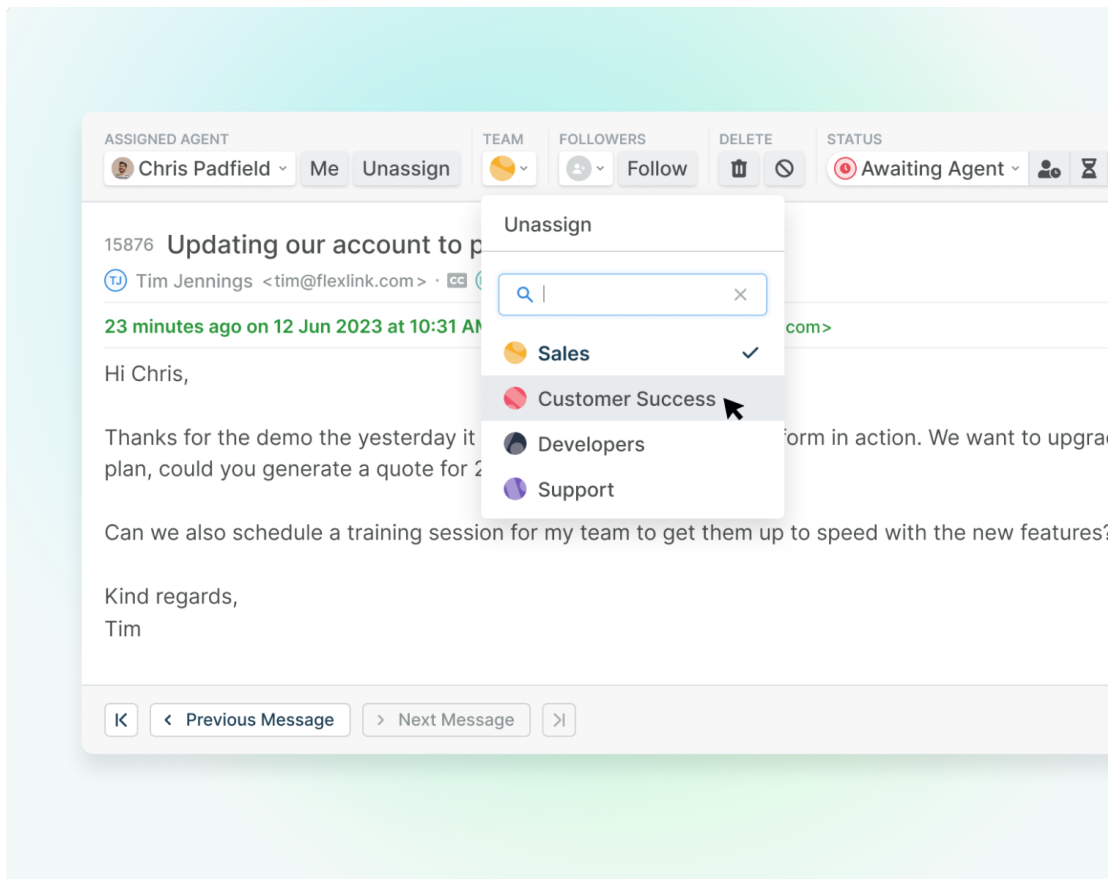 ASSIGNED AGENT TEAM FOLLOWERS DELETE STATUS
Chris Padfield Me Unassign Follow Awaiting Agent
Unassign
15876 Updating our account to p
TJ Tim Jennings <tim@flexlink.com> · CC
23 minutes ago on 12 Jun 2023 at 10:31 AM com>
Sales
Hi Chris,
Customer Success
Thanks for the demo the yesterday it form in action. We want to upgra
Developers
plan, could you generate a quote for 2
Support
Can we also schedule a training session for my team to get them up to speed with the new features?
Kind regards,
Tim
Previous Message Next Message